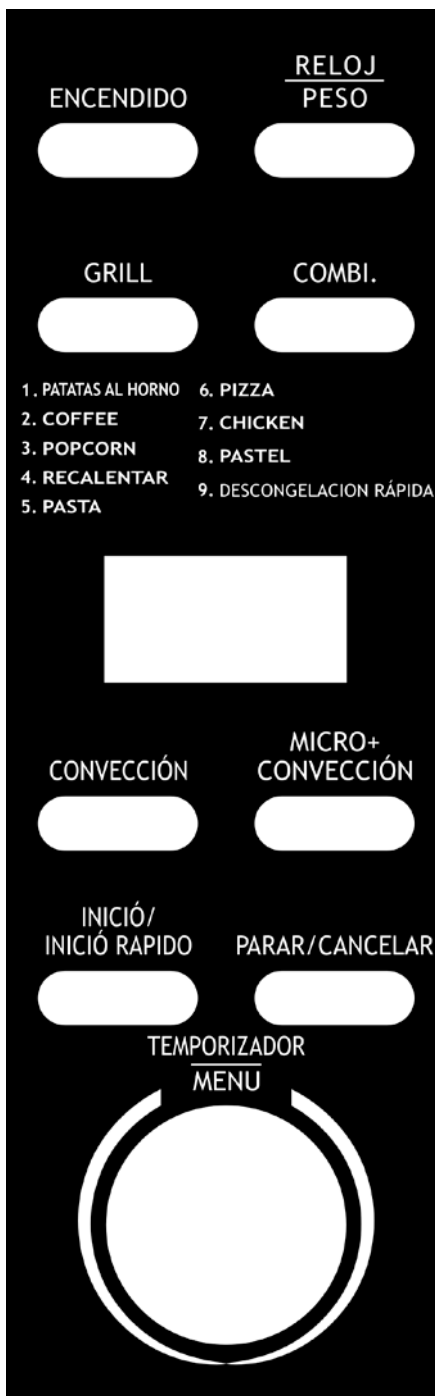 ENCENDIDO
RELOJ
PESO
GRILL
COMBI.
1. PATATAS AL HORNO
2. COFFEE
3. POPCORN
4. RECALENTAR
5. PASTA
6. PIZZA
7. CHICKEN
8. PASTEL
9. DESCONGELACION RÁPIDA
CONVECCIÓN
MICRO+
CONVECCIÓN
INICIÓ/
INICIÓ RAPIDO
PARAR/CANCELAR
TEMPORIZADOR
MENU